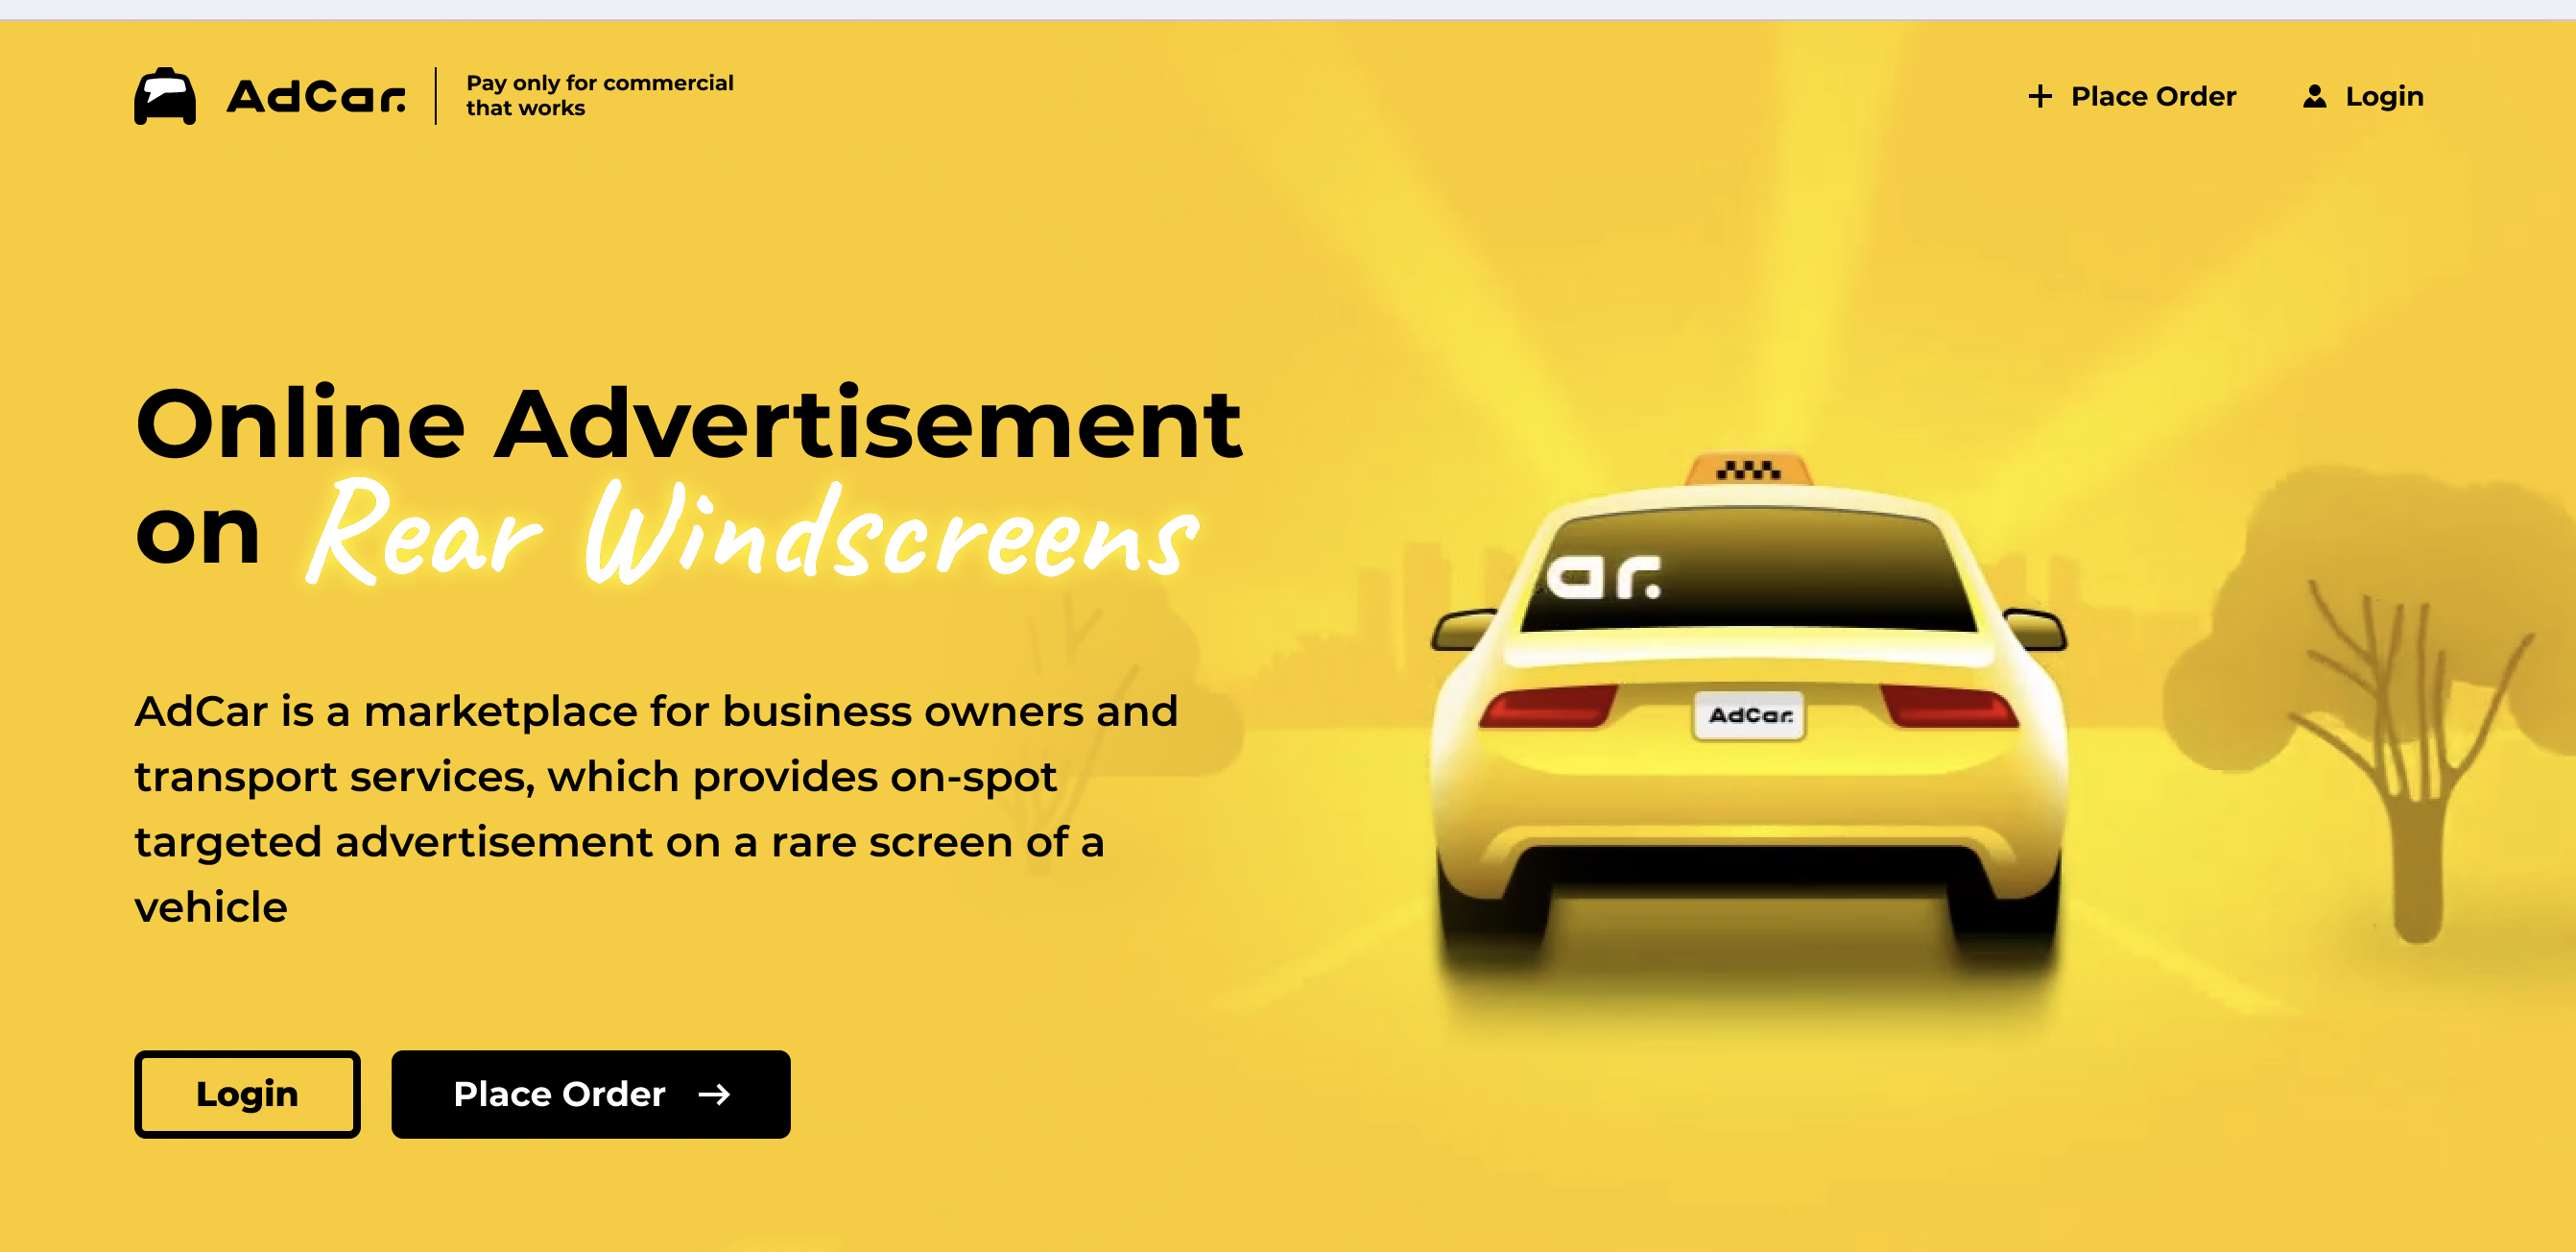 AdCar.
Pay only for commercial
that works
Place Order
Login
Online Advertisement
on Rear Windscreens
ar.
AdCar is a marketplace for business owners and
transport services, which provides on-spot
targeted advertisement on a rare screen of a
vehicle
AdCar.
Login
Place Order